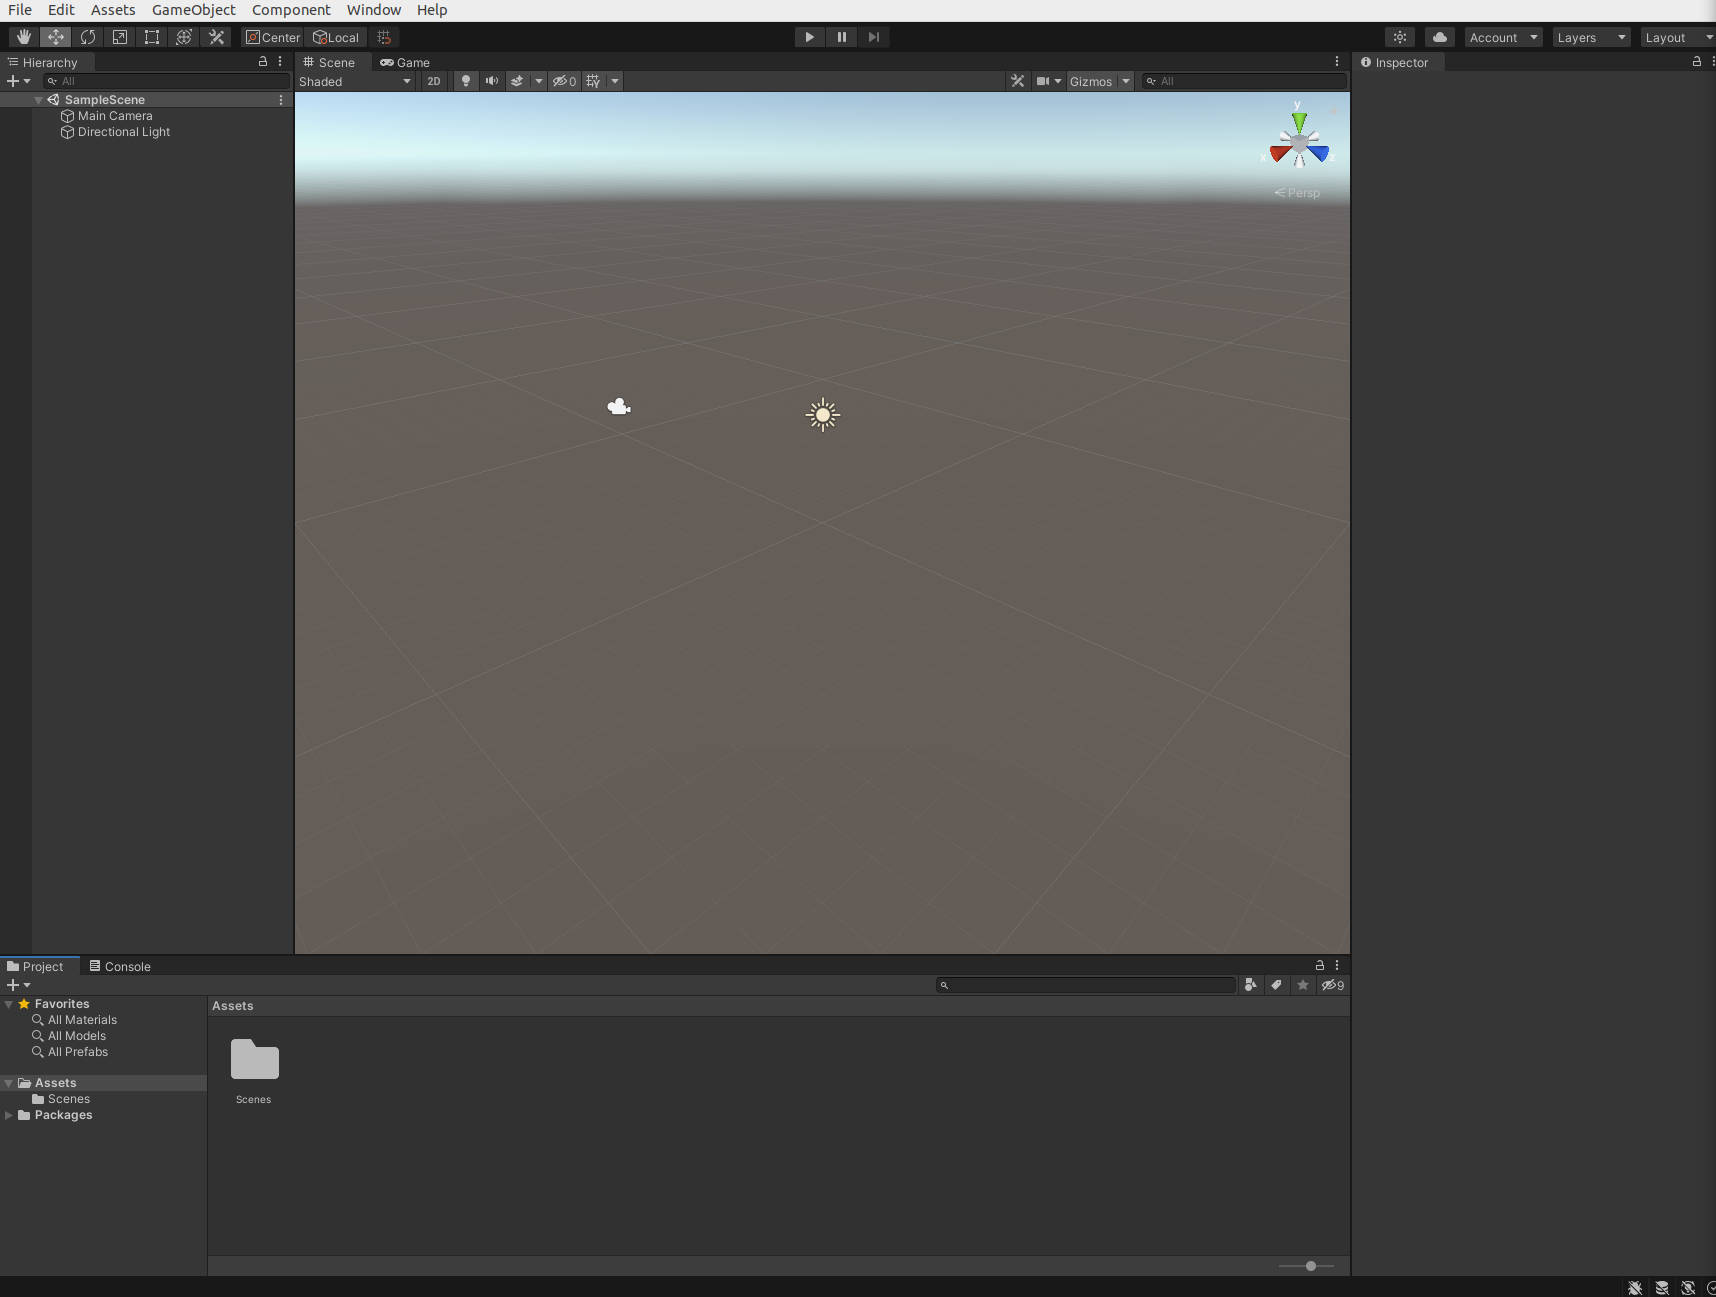 File Edit Assets GameObject Component Window Help
Center Local Account Layers Layout
Hierarchy
All
SampleScene
Main Camera
Directional Light
Scene Game
Shaded 2D 0 Gizmos All
y
x z
Persp
Inspector
Project Console
9
Favorites
All Materials
All Models
All Prefabs
Assets
Scenes
Packages
Assets
Scenes